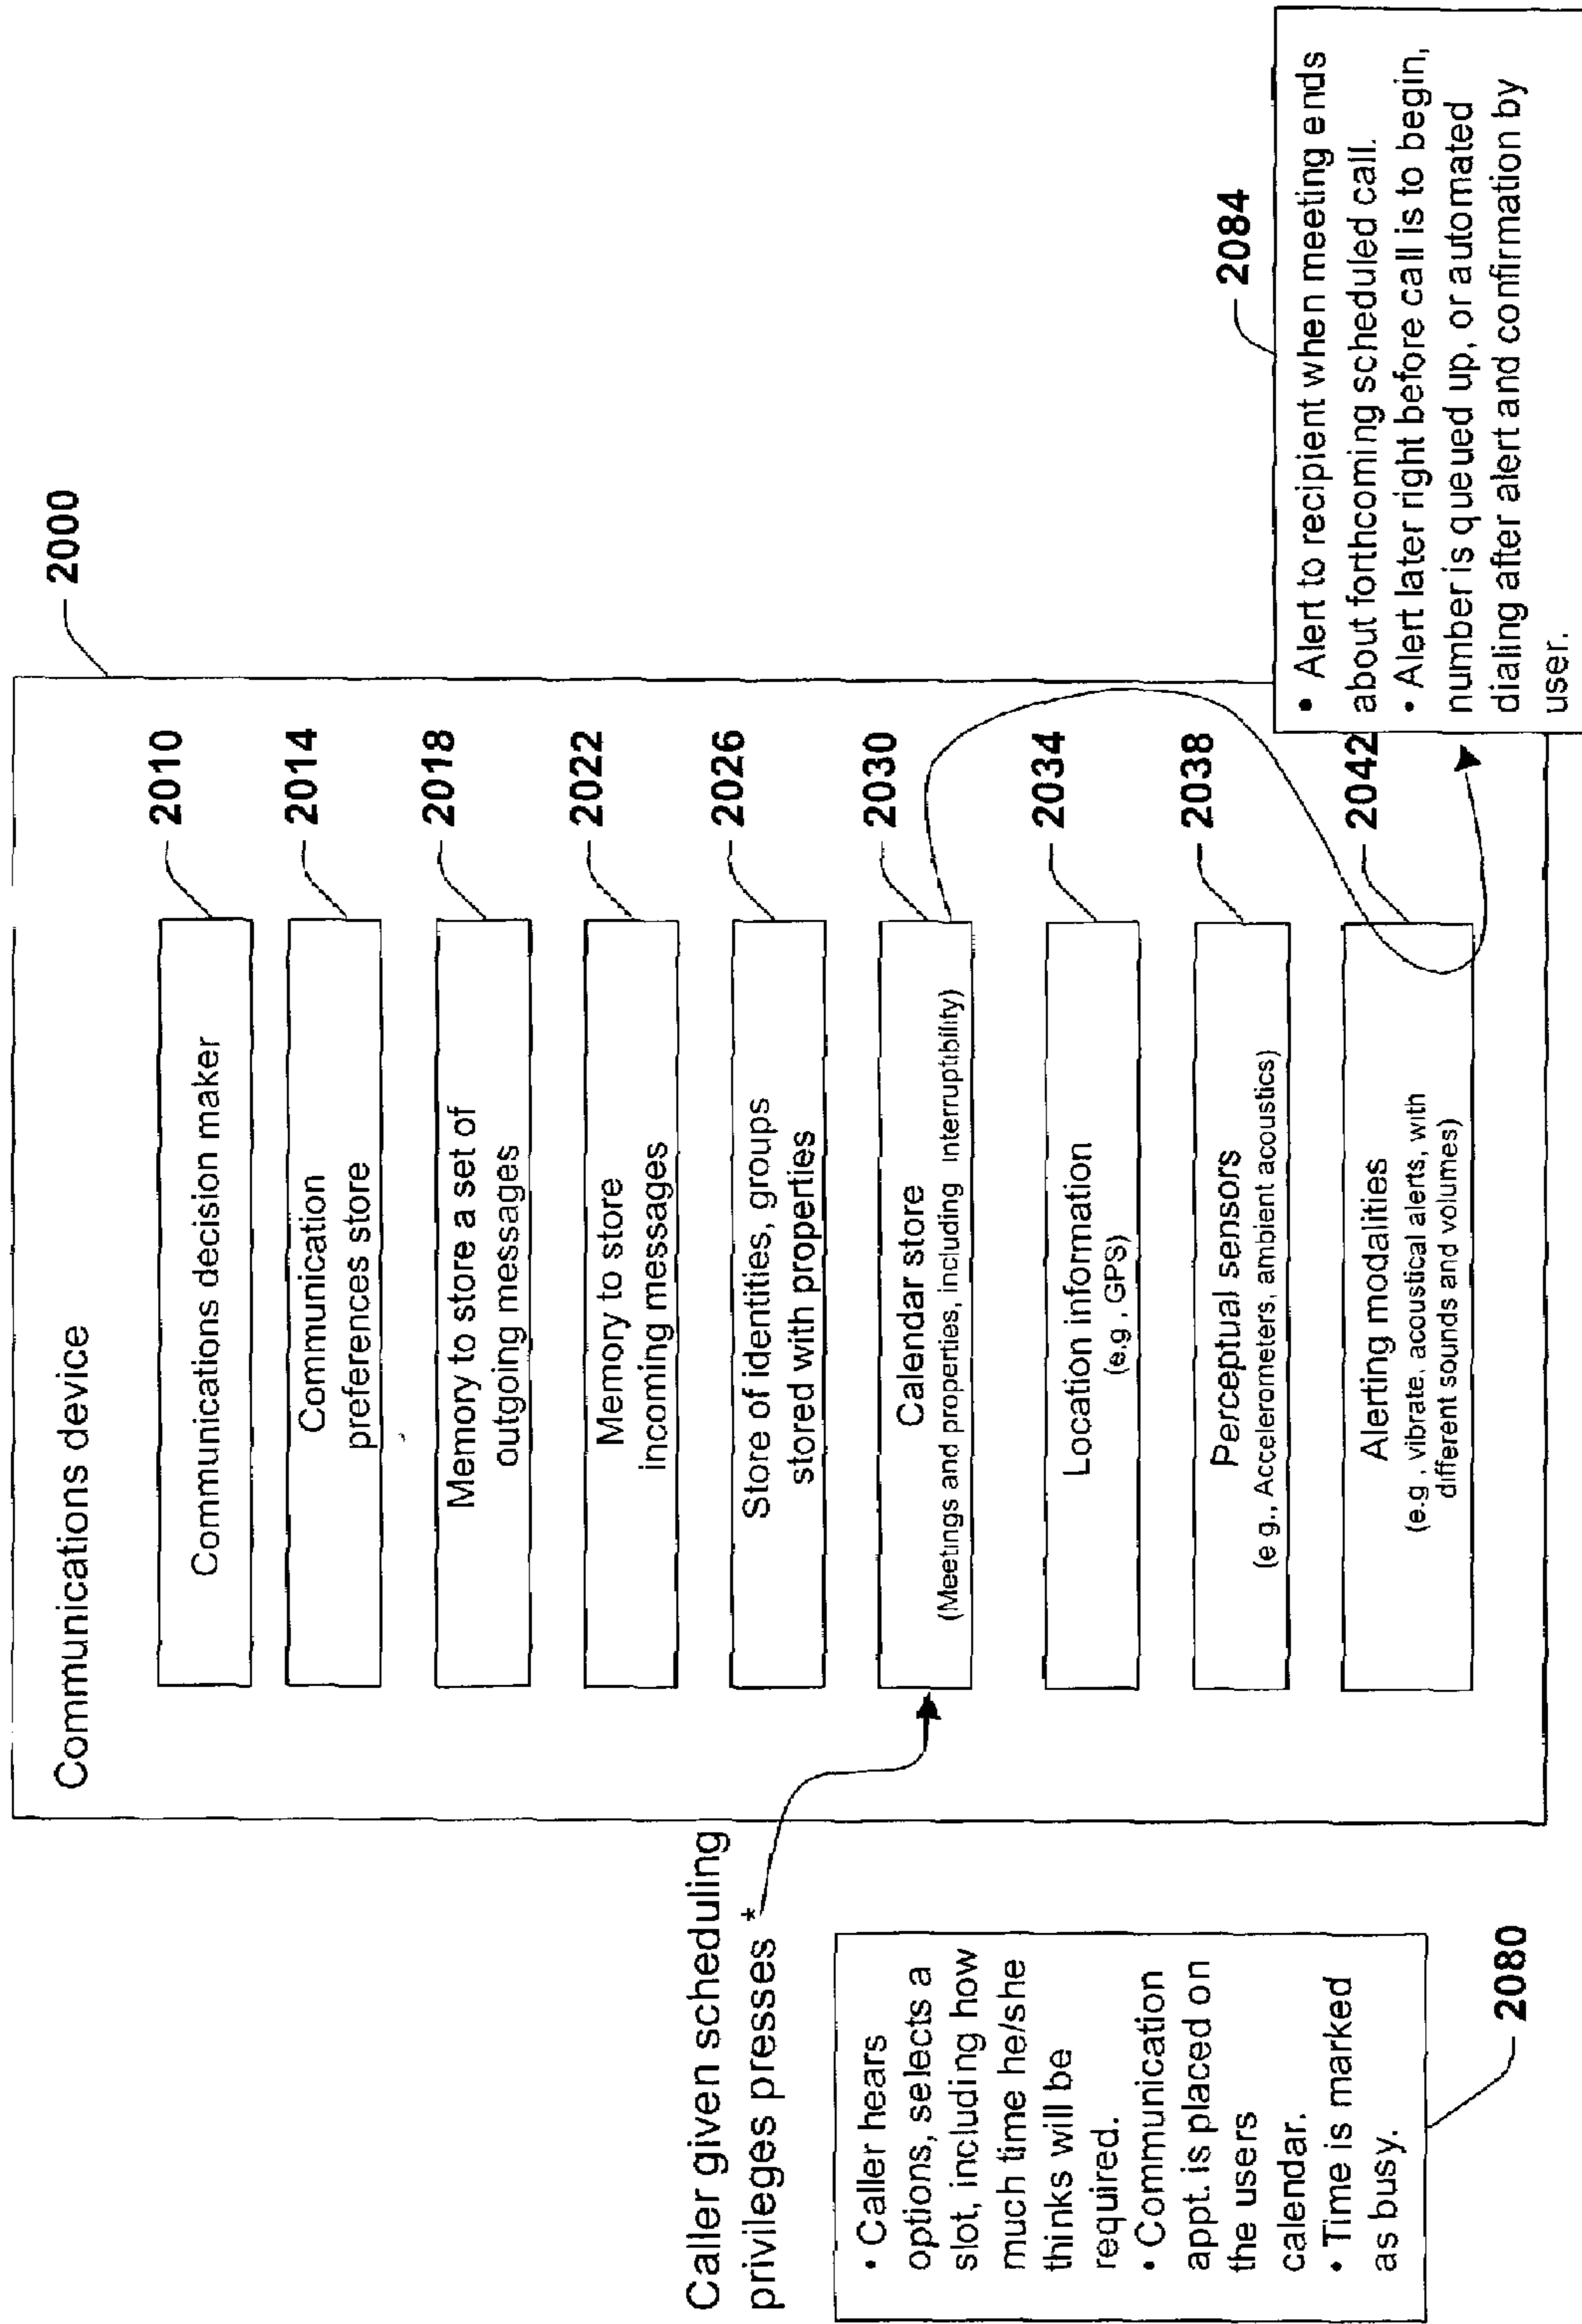 Communications device
2000
Communications decision maker
2010
Communication
preferences store
2014
Memory to store a set of
outgoing messages
2018
Memory to store
incoming messages
2022
Store of identities, groups
stored with properties
2026
Calendar store
(Meetings and properties, including Interruptibility)
2030
Location information
(e.g , GPS)
2034
Perceptual sensors
(e g., Accelerometers, ambient acoustics)
2038
Alerting modalities
(e.g , vibrate, acoustical alerts, with
different sounds and volumes)
2042
Caller given scheduling
privileges presses *
• Caller hears
options, selects a
slot, including how
much time he/she
thinks will be
required.
• Communication
appt. is placed on
the users
calendar.
• Time is marked
as busy.
2080
2084
• Alert to recipient when meeting ends
about forthcoming scheduled call.
• Alert later right before call is to begin,
number is queued up, or automated
dialing after alert and confirmation by
user.